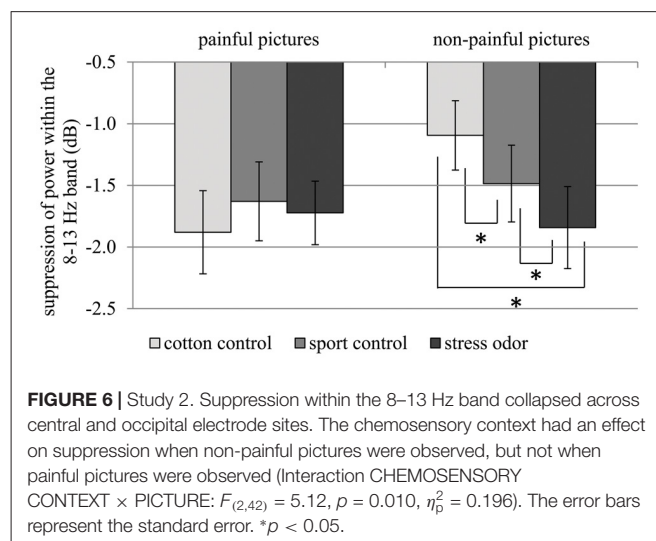 painful pictures non-painful pictures
-0.5
-1.0
-1.5
-2.0
-2.5
suppression of power within the
8-13 Hz band (dB)
*
*
*
cotton control sport control stress odor
FIGURE 6 | Study 2. Suppression within the 8–13 Hz band collapsed across
central and occipital electrode sites. The chemosensory context had an effect
on suppression when non-painful pictures were observed, but not when
painful pictures were observed (Interaction CHEMOSENSORY
CONTEXT × PICTURE: F(2,42) = 5.12, p = 0.010, η²p = 0.196). The error bars
represent the standard error. *p < 0.05.